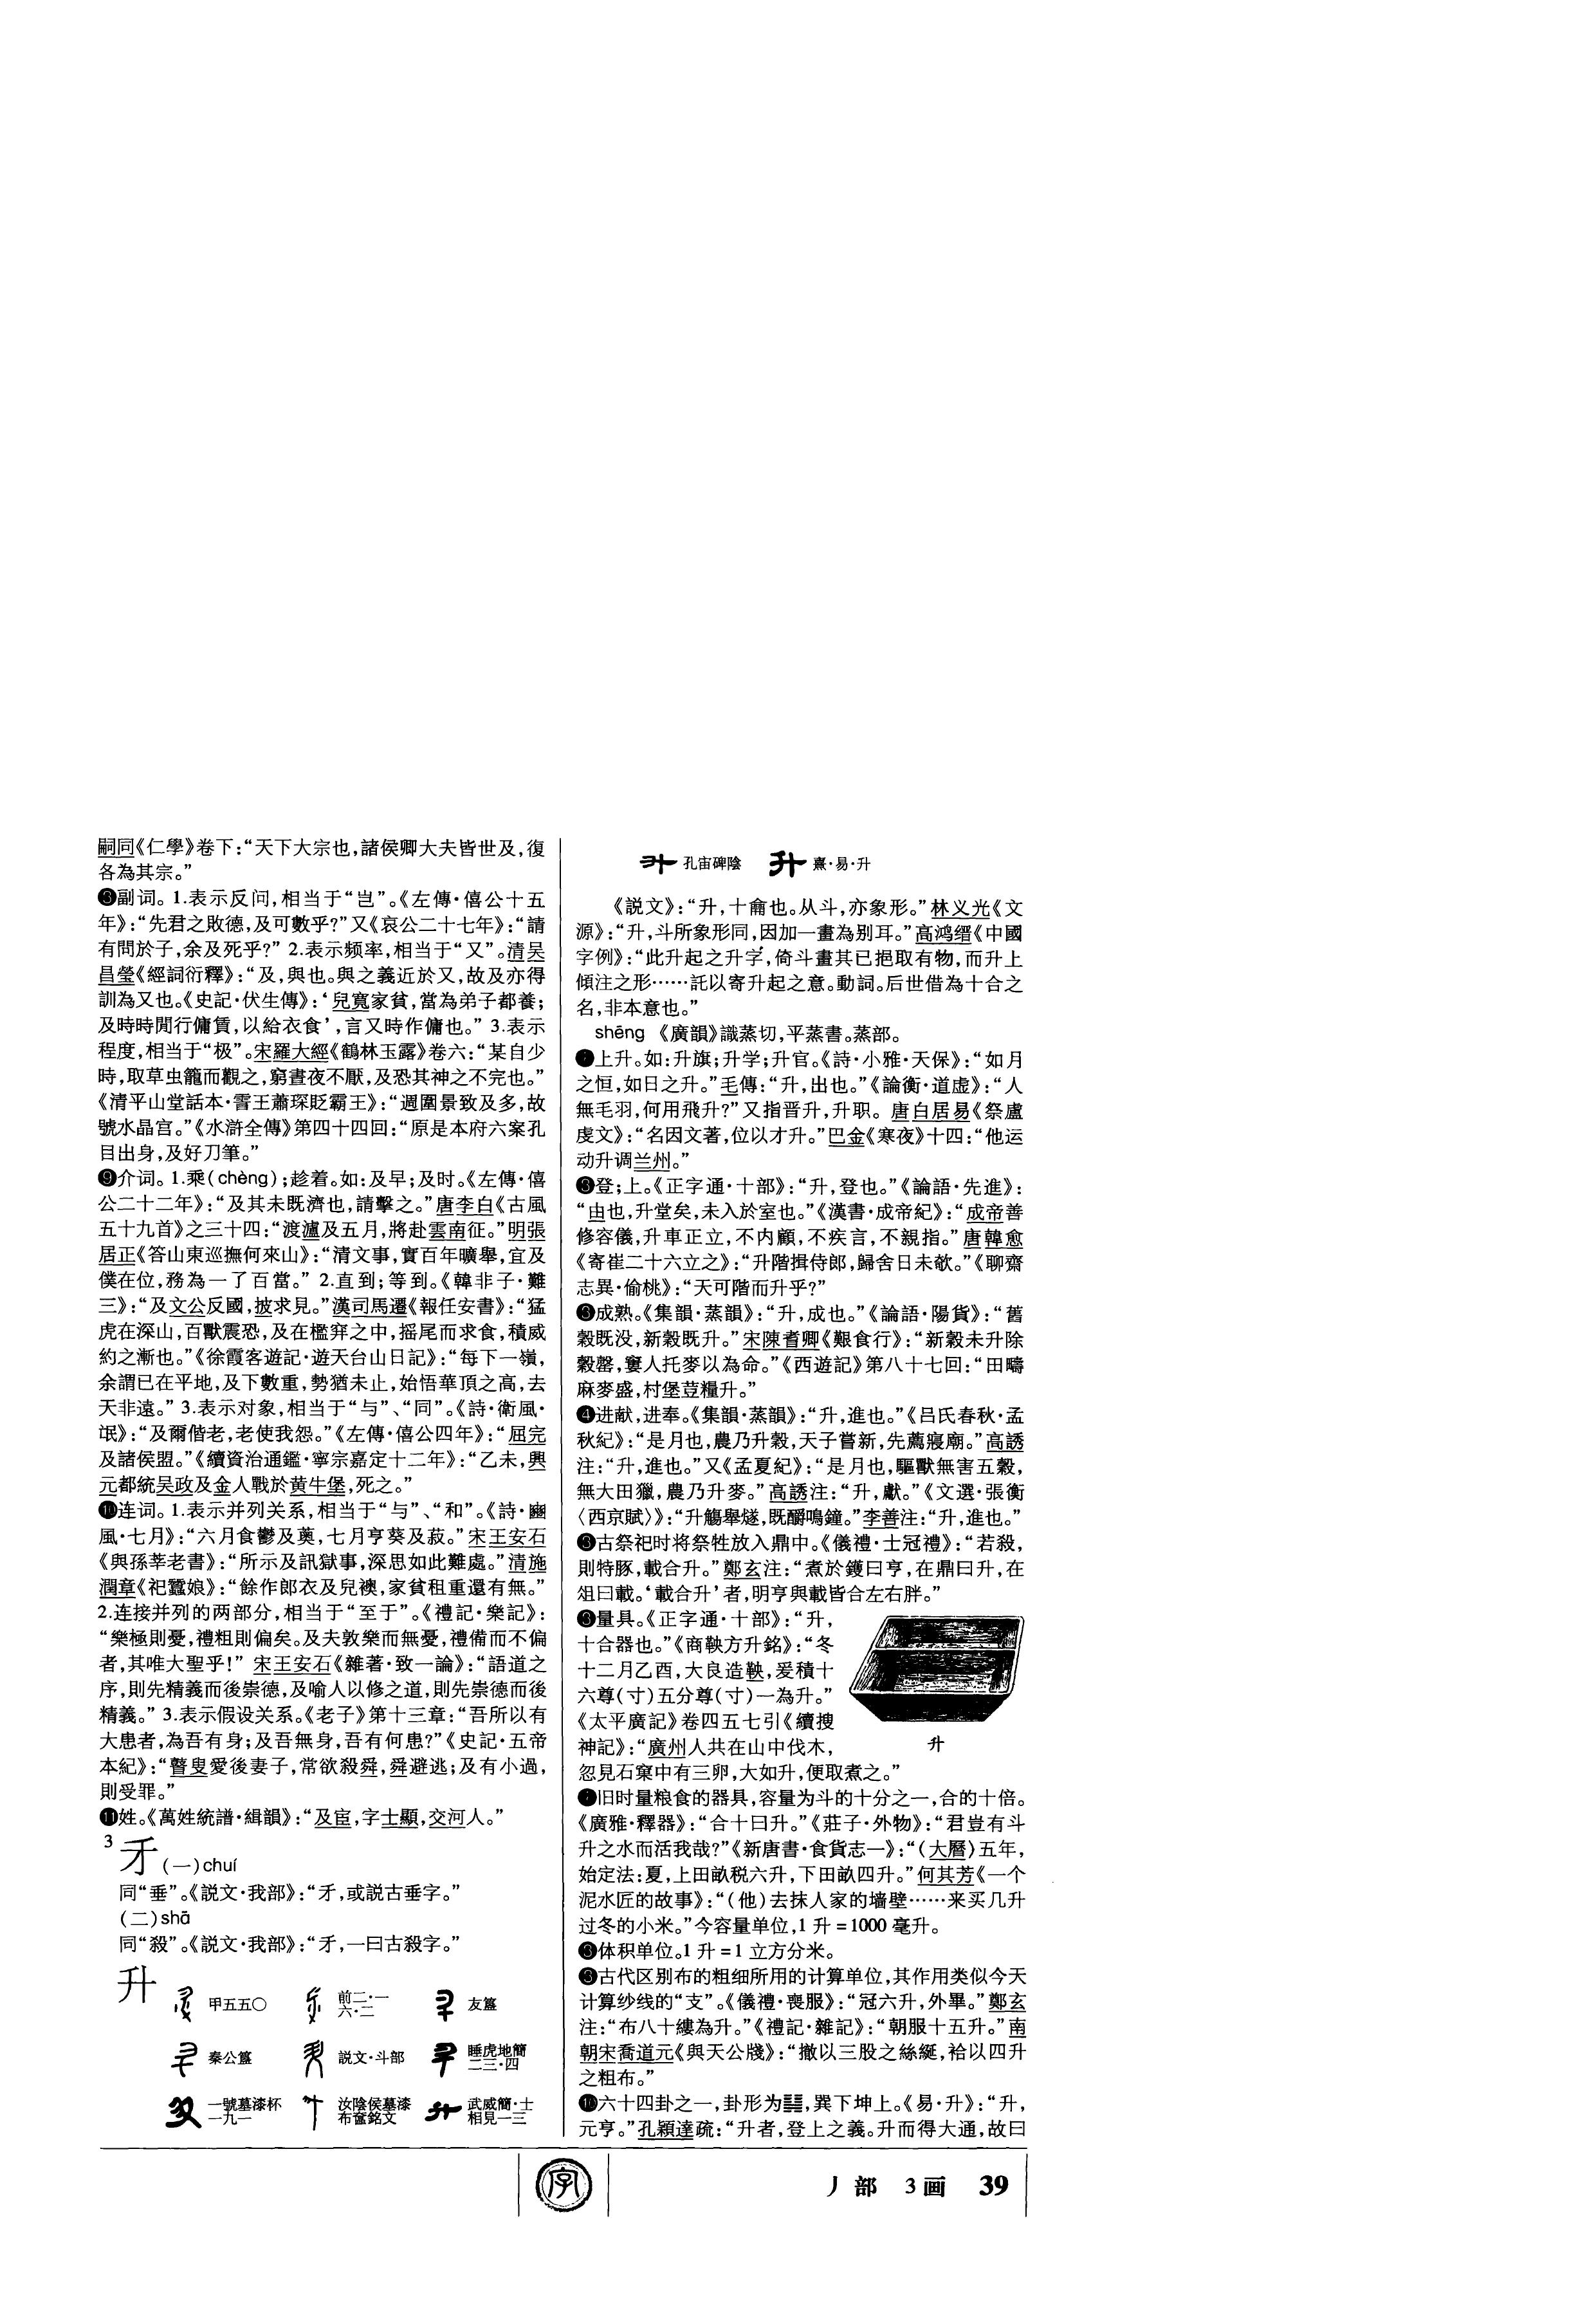 嗣同《仁學》卷下：“天下大宗也，諸侯卿大夫皆世及，復
各為其宗。”
❽副词。1.表示反问，相当于“岂”。《左傳·僖公十五
年》：“先君之敗德，及可數乎？”又《哀公二十七年》：“請
有問於子，余及死乎？” 2.表示频率，相当于“又”。清吴
昌瑩《經詞衍釋》：“及，與也。與之義近於又，故及亦得
訓為又也。《史記·伏生傳》：‘兒寬家貧，當為弟子都養；
及時時閒行傭賃，以給衣食’，言又時作傭也。” 3.表示
程度，相当于“极”。宋羅大經《鶴林玉露》卷六：“某自少
時，取草虫籠而觀之，窮晝夜不厭，及恐其神之不完也。”
《清平山堂話本·雪王蕭琛貶霸王》：“週圍景致及多，故
號水晶宫。”《水滸全傳》第四十四回：“原是本府六案孔
目出身，及好刀筆。”
❾介词。1.乘(chèng)；趁着。如：及早；及时。《左傳·僖
公二十二年》：“及其未既濟也，請擊之。”唐李白《古風
五十九首》之三十四：“渡瀘及五月，將赴雲南征。”明張
居正《答山東巡撫何來山》：“清文事，實百年曠舉，宜及
僕在位，務為一了百當。” 2.直到；等到。《韓非子·難
三》：“及文公反國，披求見。”漢司馬遷《報任安書》：“猛
虎在深山，百獸震恐，及在檻穽之中，摇尾而求食，積威
約之漸也。”《徐霞客遊記·遊天台山日記》：“每下一嶺，
余謂已在平地，及下數重，勢猶未止，始悟華頂之高，去
天非遠。” 3.表示对象，相当于“与”、“同”。《詩·衛風·
氓》：“及爾偕老，老使我怨。”《左傳·僖公四年》：“屈完
及諸侯盟。”《續資治通鑑·寧宗嘉定十二年》：“乙未，興
元都統吴政及金人戰於黄牛堡，死之。”
❿连词。1.表示并列关系，相当于“与”、“和”。《詩·豳
風·七月》：“六月食鬱及薁，七月亨葵及菽。”宋王安石
《與孫莘老書》：“所示及訊獄事，深思如此難處。”清施
潤章《祀蠶娘》：“餘作郎衣及兒襖，家貧租重還有無。”
2.连接并列的两部分，相当于“至于”。《禮記·樂記》：
“樂極則憂，禮粗則偏矣。及夫敦樂而無憂，禮備而不偏
者，其唯大聖乎！” 宋王安石《雜著·致一論》：“語道之
序，則先精義而後崇德，及喻人以修之道，則先崇德而後
精義。” 3.表示假设关系。《老子》第十三章：“吾所以有
大患者，為吾有身；及吾無身，吾有何患？”《史記·五帝
本紀》：“瞽叟愛後妻子，常欲殺舜，舜避逃；及有小過，
則受罪。”
⓫姓。《萬姓統譜·緝韻》：“及宦，字士顯，交河人。”
3
𠂹 (一)chuí
同“垂”。《説文·我部》：“𠂹，或説古垂字。”
(二)shā
同“殺”。《説文·我部》：“𠂹，一曰古殺字。”
升 甲五五〇 前二·一六·二 友簋
秦公簋 説文·斗部 睡虎地簡二三·四
一號墓漆杯一九一 汝陰侯墓漆布奩銘文 武威簡·士相見一三
孔宙碑陰 熹·易·升
《説文》：“升，十龠也。从斗，亦象形。”林义光《文
源》：“升，斗所象形同，因加一畫為别耳。”高鸿缙《中國
字例》：“此升起之升字，倚斗畫其已挹取有物，而升上
傾注之形……託以寄升起之意。動詞。后世借為十合之
名，非本意也。”
shēng 《廣韻》識蒸切，平蒸書。蒸部。
上升。如：升旗；升学；升官。《詩·小雅·天保》：“如月
之恒，如日之升。”毛傳：“升，出也。”《論衡·道虚》：“人
無毛羽，何用飛升？”又指晋升，升职。唐白居易《祭盧
虔文》：“名因文著，位以才升。”巴金《寒夜》十四：“他运
动升调兰州。”
登；上。《正字通·十部》：“升，登也。”《論語·先進》：
“由也，升堂矣，未入於室也。”《漢書·成帝紀》：“成帝善
修容儀，升車正立，不内顧，不疾言，不親指。”唐韓愈
《寄崔二十六立之》：“升階揖侍郎，歸舍日未欹。”《聊齋
志異·偷桃》：“天可階而升乎？”
成熟。《集韻·蒸韻》：“升，成也。”《論語·陽貨》：“舊
穀既没，新穀既升。”宋陳耆卿《艱食行》：“新穀未升除
穀罄，窶人托麥以為命。”《西遊記》第八十七回：“田疇
麻麥盛，村堡荳糧升。”
❹进献，进奉。《集韻·蒸韻》：“升，進也。”《吕氏春秋·孟
秋紀》：“是月也，農乃升穀，天子嘗新，先薦寢廟。”高誘
注：“升，進也。”又《孟夏紀》：“是月也，驅獸無害五穀，
無大田獵，農乃升麥。”高誘注：“升，獻。”《文選·張衡
〈西京賦〉》：“升觴舉燧，既釂鳴鐘。”李善注：“升，進也。”
古祭祀时将祭牲放入鼎中。《儀禮·士冠禮》：“若殺，
則特豚，載合升。”鄭玄注：“煮於鑊曰亨，在鼎曰升，在
俎曰載。‘載合升’者，明亨與載皆合左右胖。”
量具。《正字通·十部》：“升，
十合器也。”《商鞅方升銘》：“冬
十二月乙酉，大良造鞅，爰積十
六尊(寸)五分尊(寸)一為升。”
《太平廣記》卷四五七引《續搜
神記》：“廣州人共在山中伐木，
升
忽見石窠中有三卵，大如升，便取煮之。”
旧时量粮食的器具，容量为斗的十分之一，合的十倍。
《廣雅·釋器》：“合十曰升。”《莊子·外物》：“君豈有斗
升之水而活我哉？”《新唐書·食貨志一》：“(大曆)五年，
始定法：夏，上田畝税六升，下田畝四升。”何其芳《一个
泥水匠的故事》：“(他)去抹人家的墙壁……来买几升
过冬的小米。”今容量单位，1 升=1000 毫升。
体积单位。1 升=1 立方分米。
古代区别布的粗细所用的计算单位，其作用类似今天
计算纱线的“支”。《儀禮·喪服》：“冠六升，外畢。”鄭玄
注：“布八十縷為升。”《禮記·雜記》：“朝服十五升。”南
朝宋喬道元《與天公牋》：“撤以三股之絲綖，袷以四升
之粗布。”
❿六十四卦之一，卦形为䷭，巽下坤上。《易·升》：“升，
元亨。”孔穎達疏：“升者，登上之義。升而得大通，故曰
字
丿部 3画 39